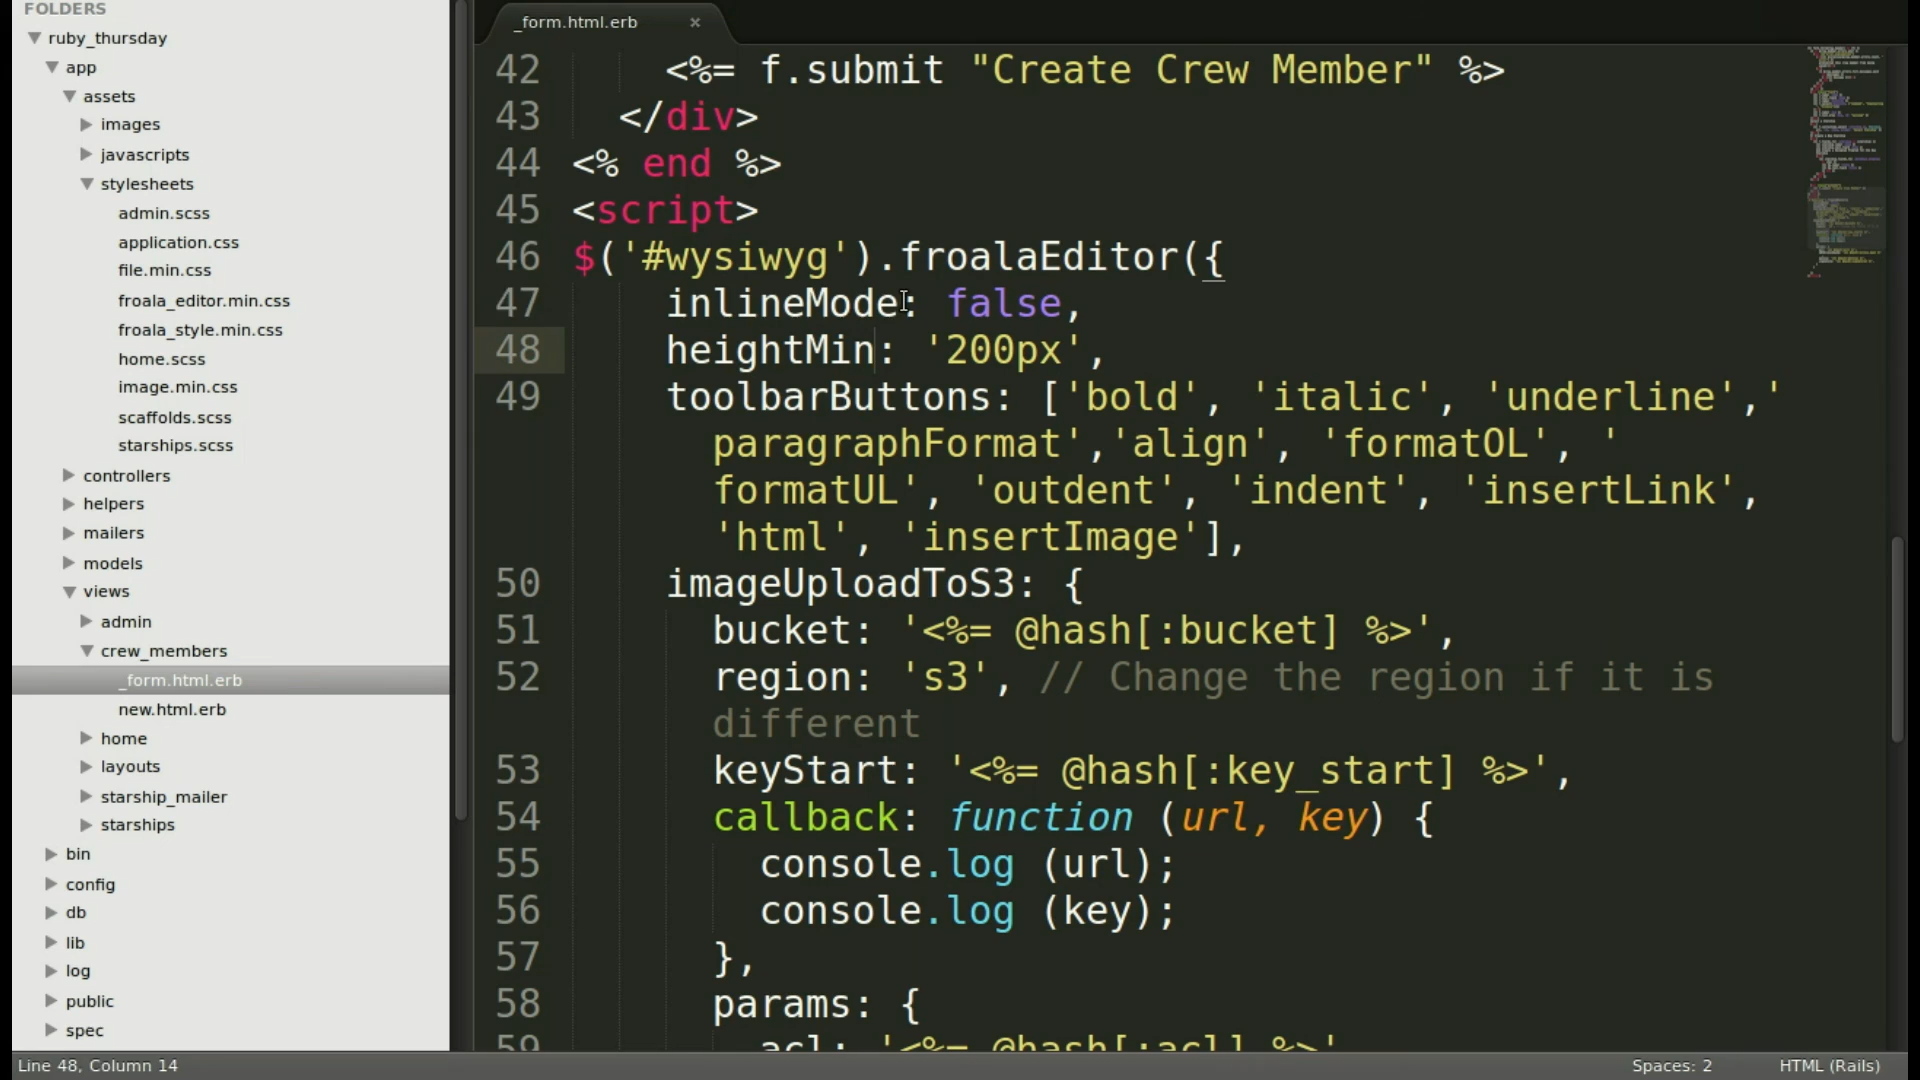 FOLDERS
ruby_thursday
app
assets
images
javascripts
stylesheets
admin.scss
application.css
file.min.css
froala_editor.min.css
froala_style.min.css
home.scss
image.min.css
scaffolds.scss
starships.scss
controllers
helpers
mailers
models
views
admin
crew_members
_form.html.erb
new.html.erb
home
layouts
starship_mailer
starships
bin
config
db
lib
log
public
spec
_form.html.erb ×
42 <%= f.submit "Create Crew Member" %>
43 </div>
44 <% end %>
45 <script>
46 $('#wysiwyg').froalaEditor({
47 inlineMode: false,
48 heightMin: '200px',
49 toolbarButtons: ['bold', 'italic', 'underline','
paragraphFormat','align', 'formatOL', '
formatUL', 'outdent', 'indent', 'insertLink',
'html', 'insertImage'],
50 imageUploadToS3: {
51 bucket: '<%= @hash[:bucket] %>',
52 region: 's3', // Change the region if it is
different
53 keyStart: '<%= @hash[:key_start] %>',
54 callback: function (url, key) {
55 console.log (url);
56 console.log (key);
57 },
58 params: {
59 acl: '<%= @hash[:acl] %>'
Line 48, Column 14
Spaces: 2
HTML (Rails)